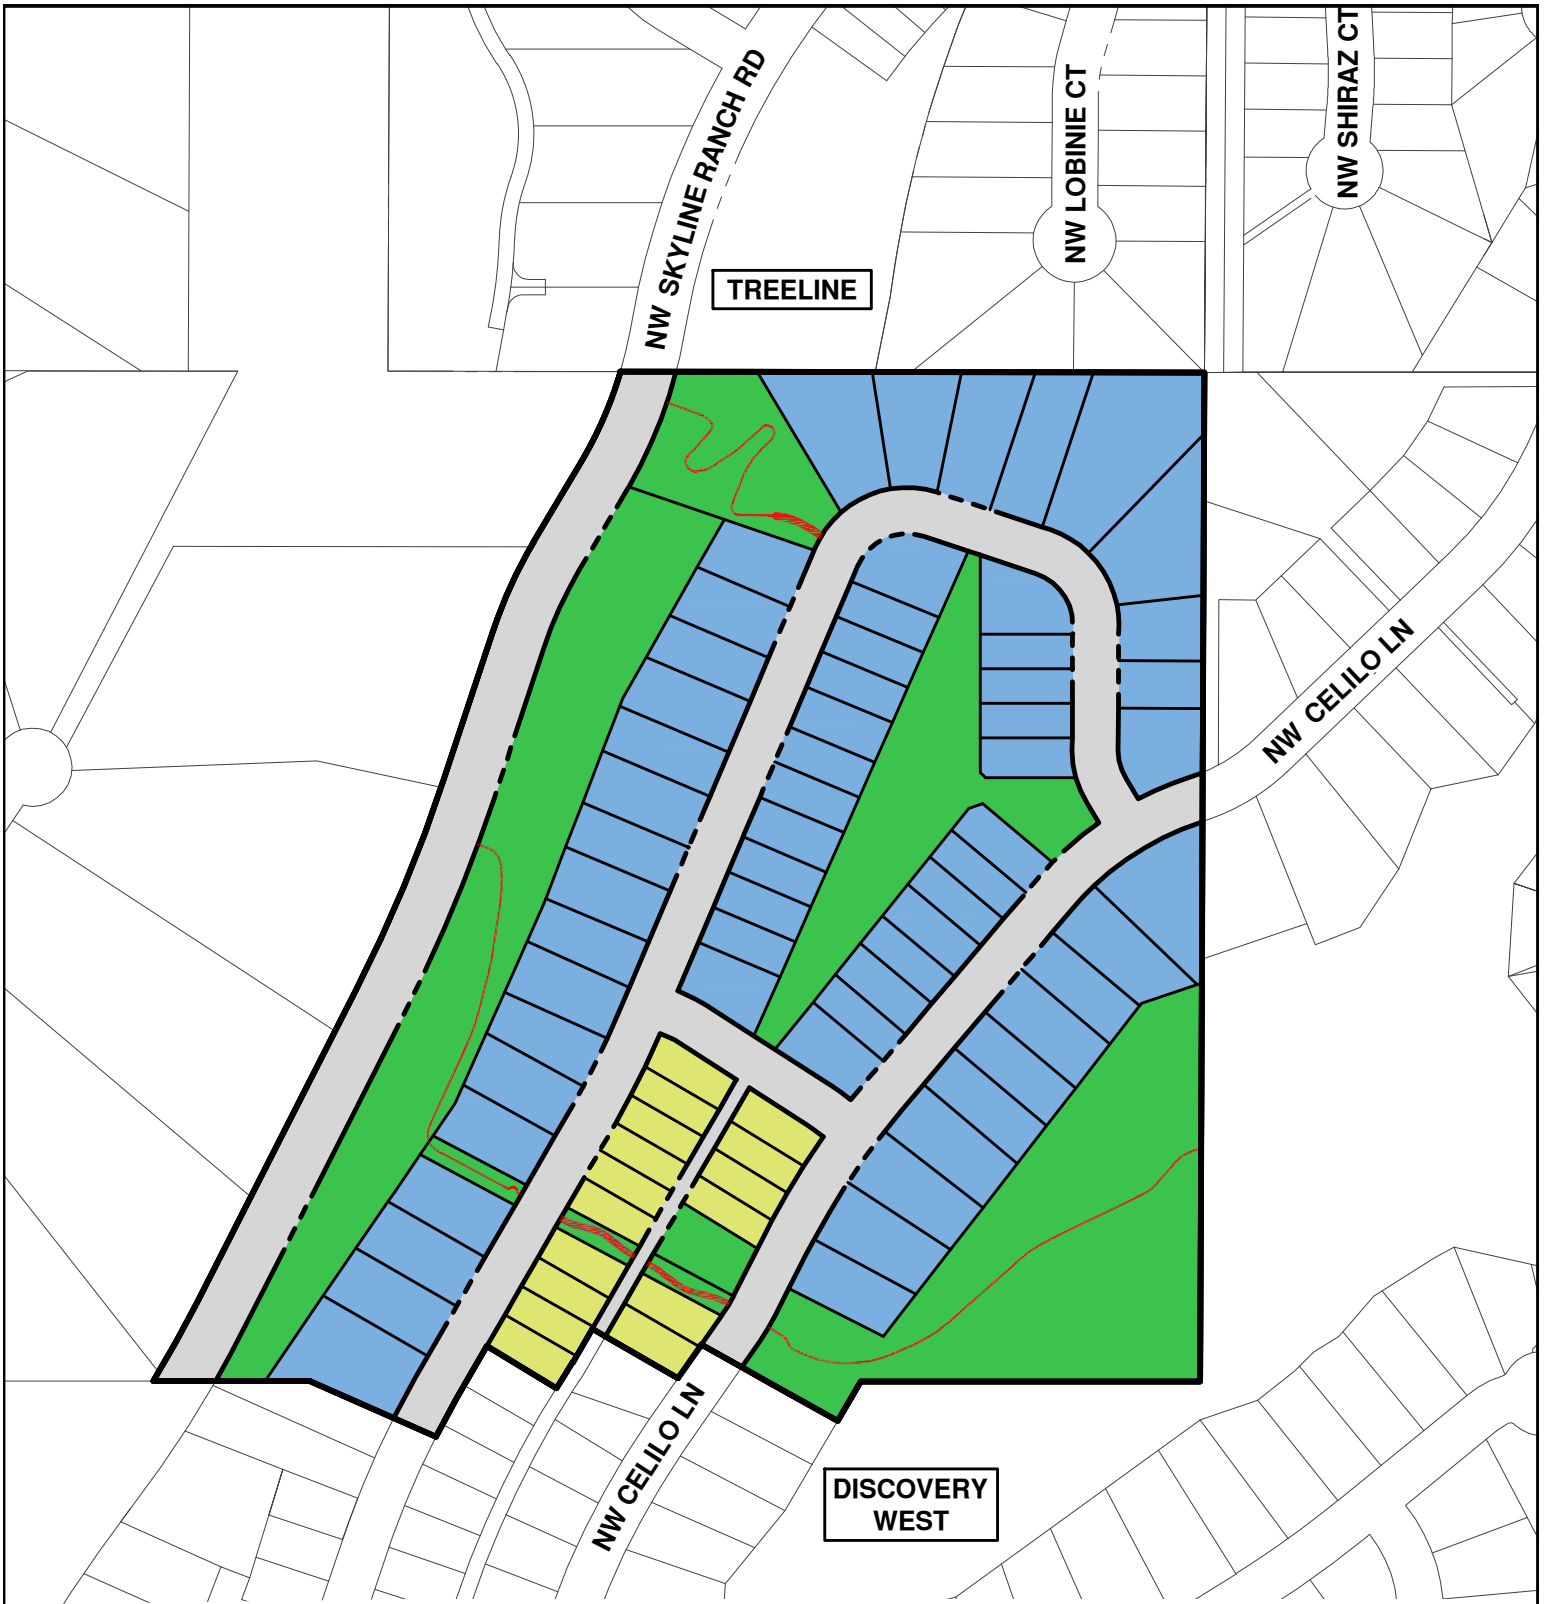 NW SKYLINE RANCH RD
NW LOBINIE CT
NW SHIRAZ CT
TREELINE
NW CELILO LN
NW CELILO LN
DISCOVERY
WEST